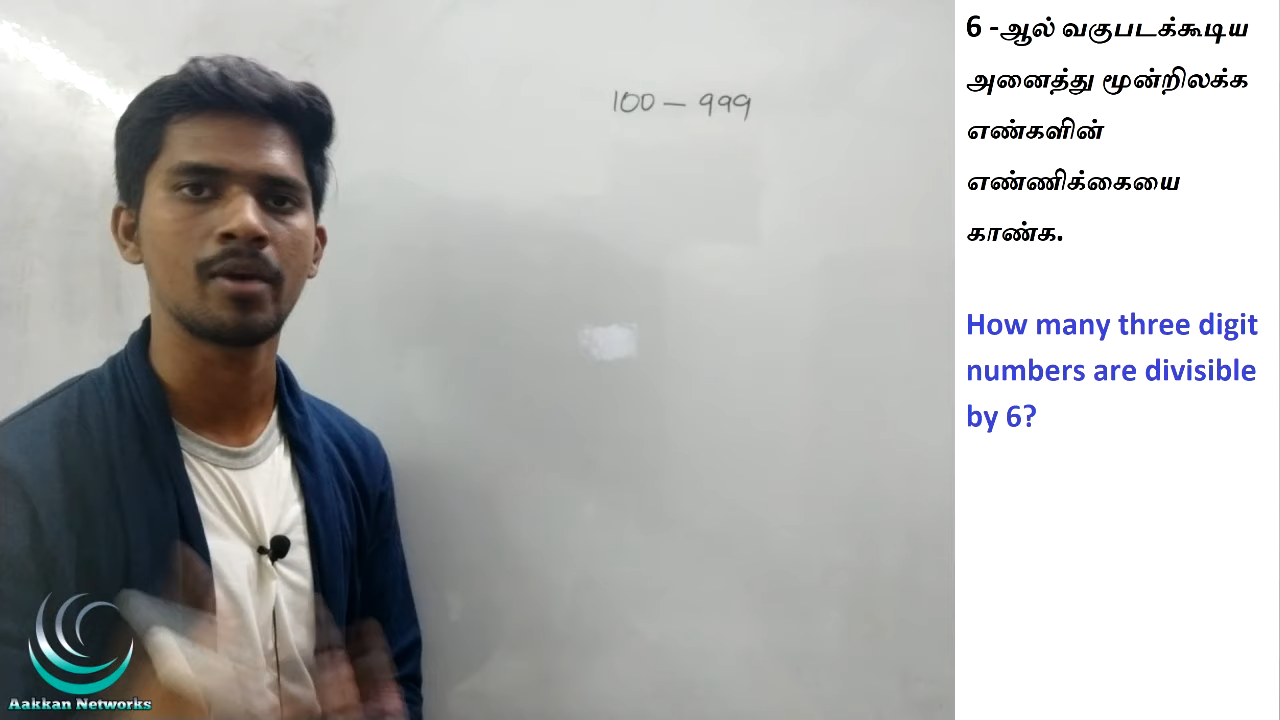 100 – 999
6 -ஆல் வகுபடக்கூடிய
அனைத்து மூன்றிலக்க
எண்களின்
எண்ணிக்கையை
காண்க.
How many three digit
numbers are divisible
by 6?
Aakkan Networks